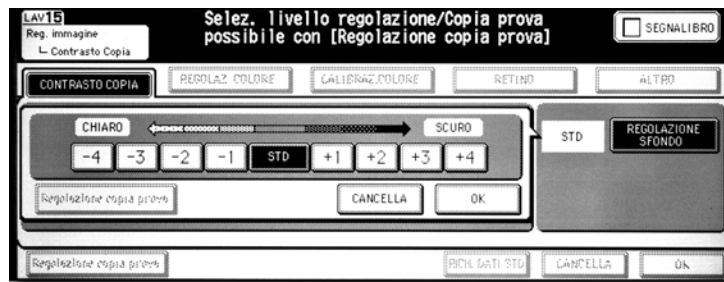 LAV15
Reg. immagine
Contrasto Copia
Selez. livello regolazione/Copia prova
possibile con [Regolazione copia prova]
SEGNALIBRO
CONTRASTO COPIA
REGOLAZ. COLORE
CALIBRAZ.COLORE
RETINO
ALTRO
CHIARO
SCURO
-4 -3 -2 -1 STD +1 +2 +3 +4
STD
REGOLAZIONE
SFONDO
Regolazione copia prova
CANCELLA
OK
Regolazione copia prova
RICH. DATI STD
CANCELLA
OK